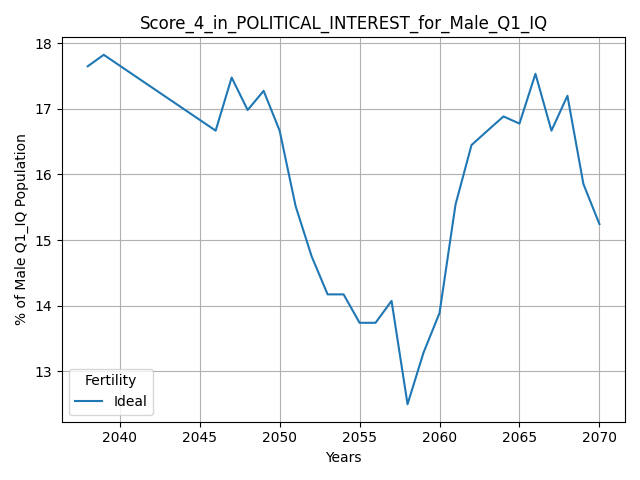 Score_4_in_POLITICAL_INTEREST_for_Male_Q1_IQ
18
17
16
15
14
13
% of Male Q1_IQ Population
Fertility
Ideal
2040 2045 2050 2055 2060 2065 2070
Years